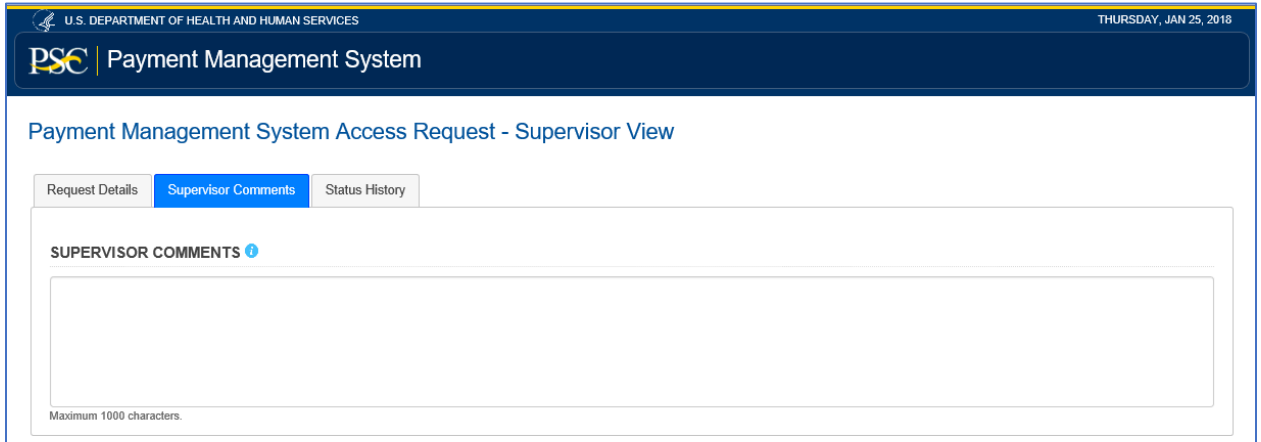 U.S. DEPARTMENT OF HEALTH AND HUMAN SERVICES THURSDAY, JAN 25, 2018
PSC | Payment Management System
Payment Management System Access Request - Supervisor View
Request Details Supervisor Comments Status History
SUPERVISOR COMMENTS i
Maximum 1000 characters.